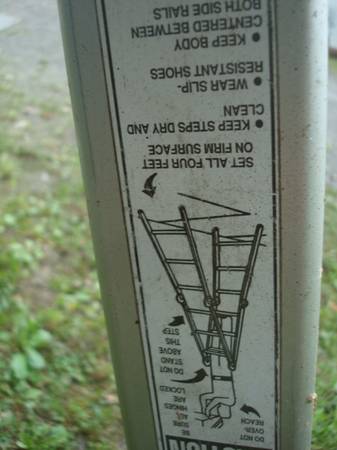 DO NOT
OVER-
REACH
BE
SURE
ALL
HINGES
ARE
LOCKED
DO NOT
STAND
ABOVE
THIS
STEP
SET ALL FOUR FEET
ON FIRM SURFACE
● KEEP STEPS DRY AND
CLEAN
● WEAR SLIP-
RESISTANT SHOES
● KEEP BODY
CENTERED BETWEEN
BOTH SIDE RAILS